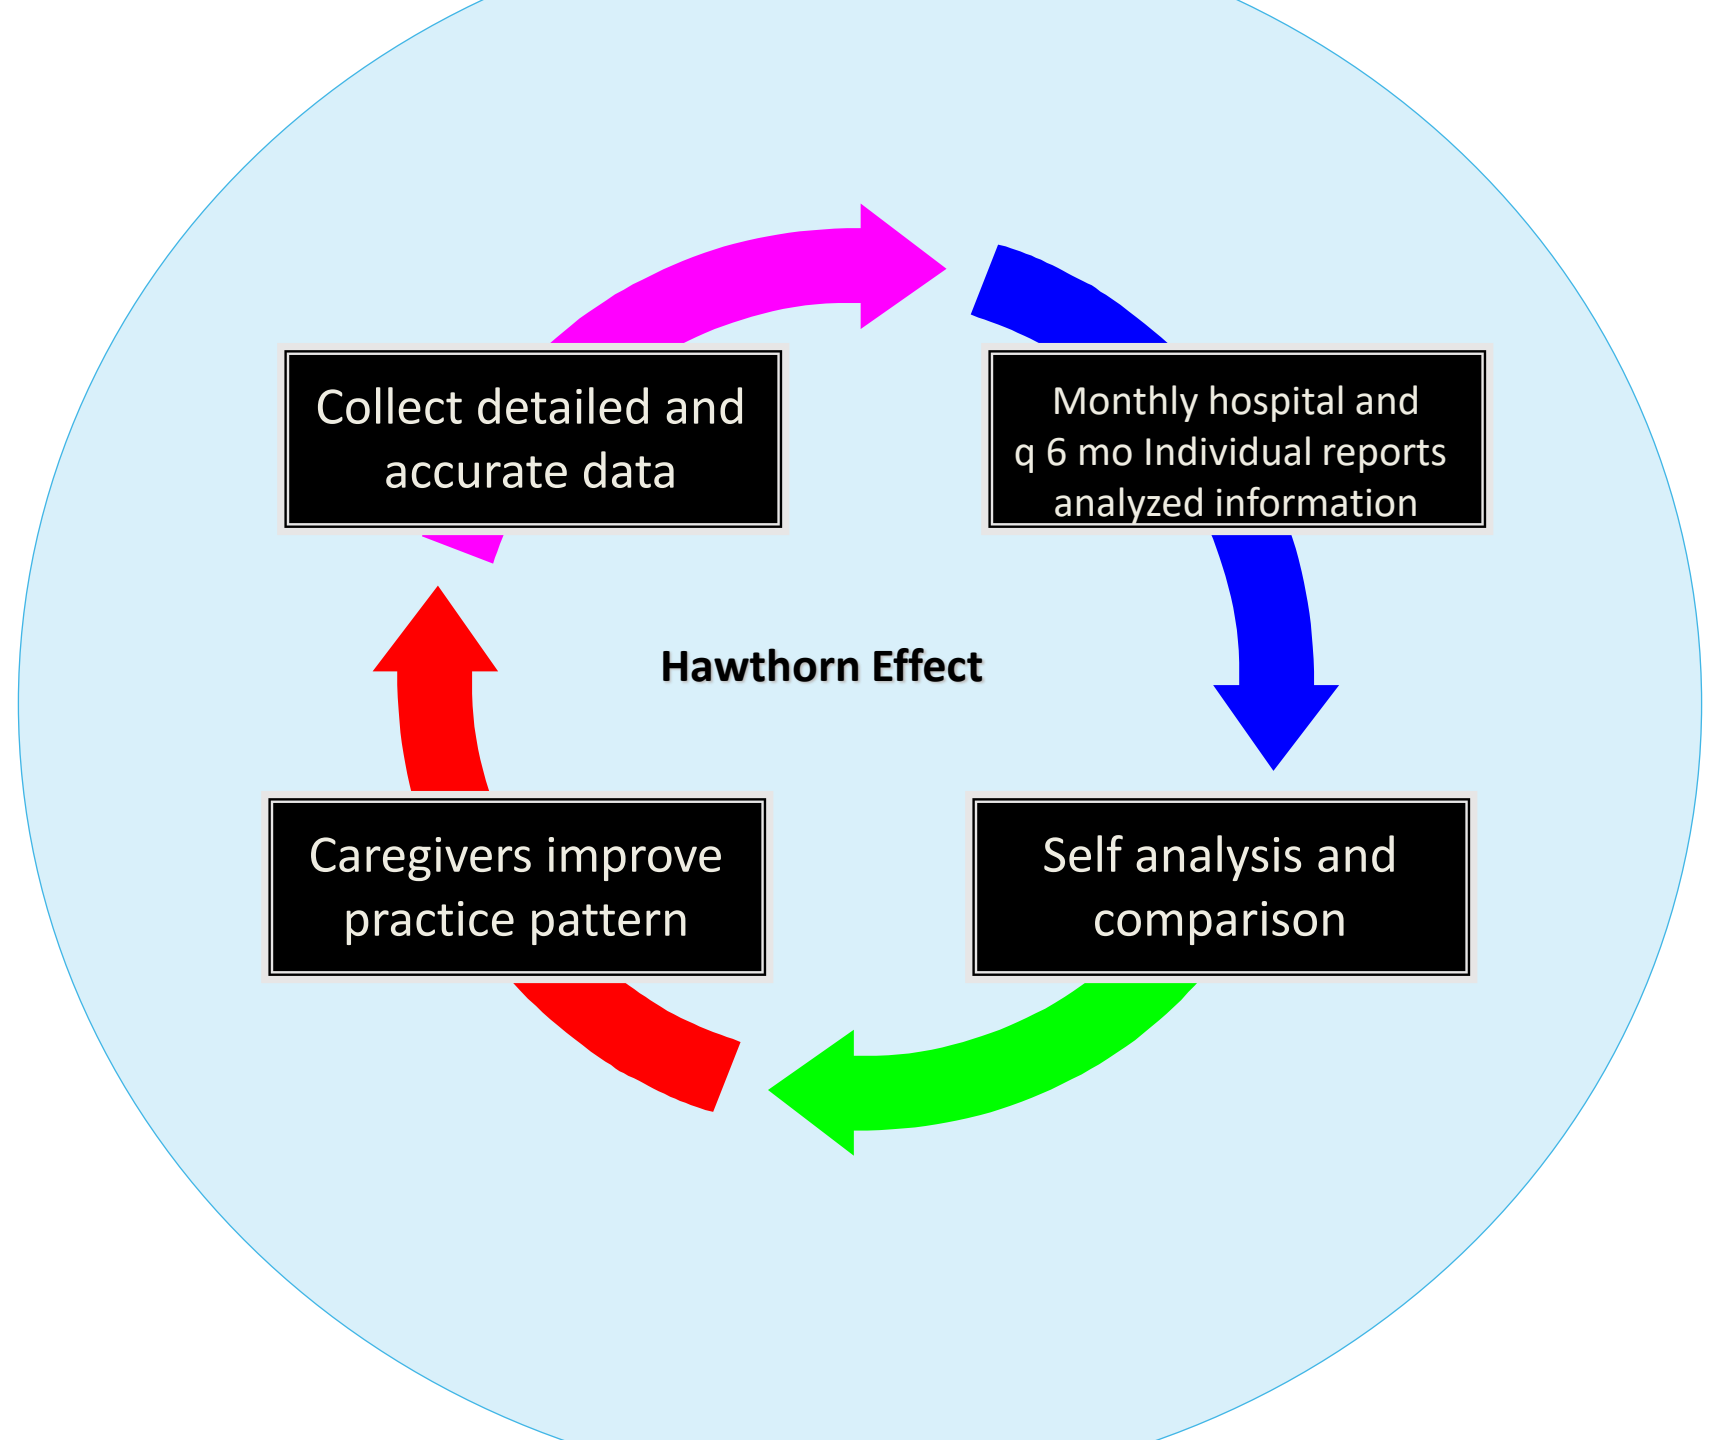 Collect detailed and
accurate data
Monthly hospital and
q 6 mo Individual reports
analyzed information
Hawthorn Effect
Caregivers improve
practice pattern
Self analysis and
comparison